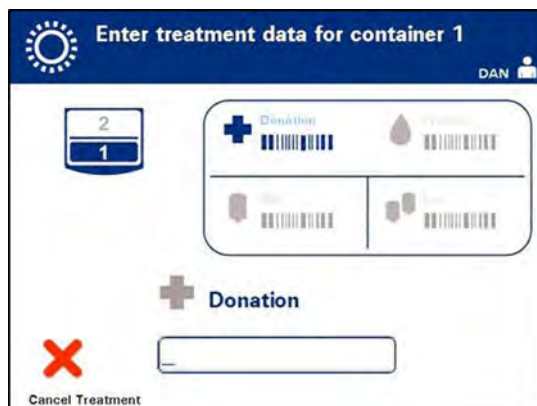 Enter treatment data for container 1
DAN
2
1
Donation
Donation
_
Cancel Treatment